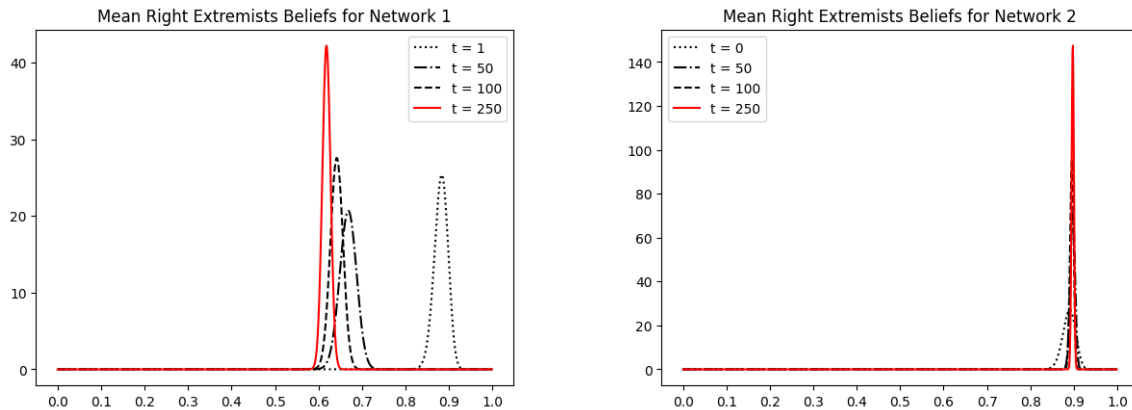 Mean Right Extremists Beliefs for Network 1
t = 1
t = 50
t = 100
t = 250
40
30
20
10
0
0.0 0.1 0.2 0.3 0.4 0.5 0.6 0.7 0.8 0.9 1.0
Mean Right Extremists Beliefs for Network 2
t = 0
t = 50
t = 100
t = 250
140
120
100
80
60
40
20
0
0.0 0.1 0.2 0.3 0.4 0.5 0.6 0.7 0.8 0.9 1.0